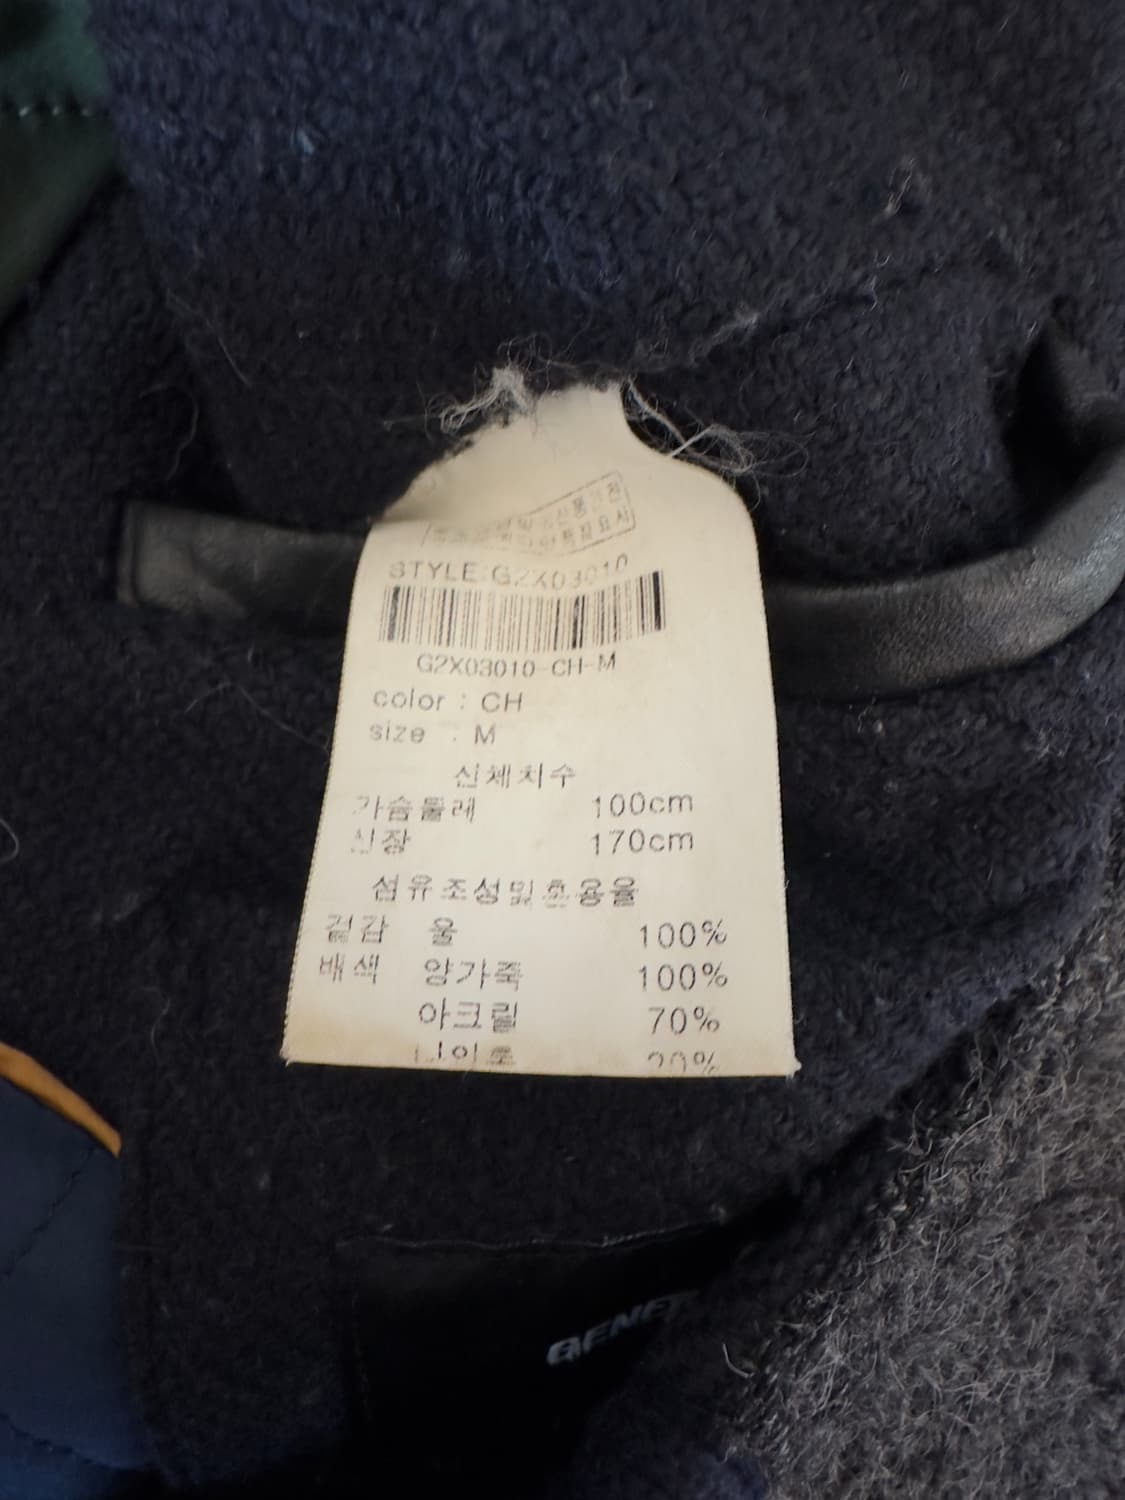 STYLE:G2X03010
G2X03010-CH-M
color : CH
size : M
신체치수
가슴둘레 100cm
신장 170cm
섬유조성및혼용율
겉감 울 100%
배색 양가죽 100%
아크릴 70%